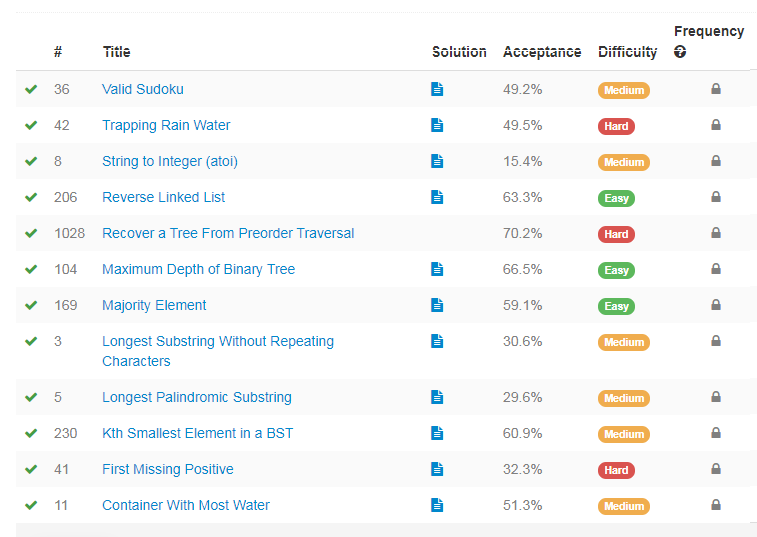 # Title Solution Acceptance Difficulty Frequency
36 Valid Sudoku 49.2% Medium
42 Trapping Rain Water 49.5% Hard
8 String to Integer (atoi) 15.4% Medium
206 Reverse Linked List 63.3% Easy
1028 Recover a Tree From Preorder Traversal 70.2% Hard
104 Maximum Depth of Binary Tree 66.5% Easy
169 Majority Element 59.1% Easy
3 Longest Substring Without Repeating 30.6% Medium
Characters
5 Longest Palindromic Substring 29.6% Medium
230 Kth Smallest Element in a BST 60.9% Medium
41 First Missing Positive 32.3% Hard
11 Container With Most Water 51.3% Medium